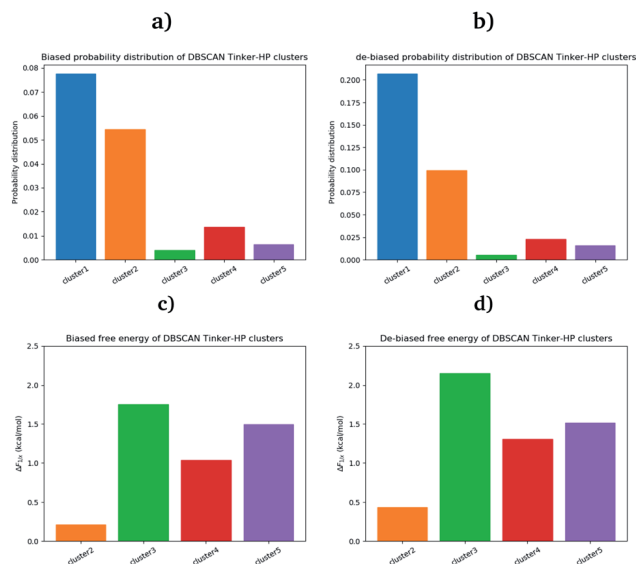 a)
Biased probability distribution of DBSCAN Tinker-HP clusters
Probability distribution
0.08
0.07
0.06
0.05
0.04
0.03
0.02
0.01
0.00
cluster1 cluster2 cluster3 cluster4 cluster5
b)
de-biased probability distribution of DBSCAN Tinker-HP clusters
Probability distribution
0.200
0.175
0.150
0.125
0.100
0.075
0.050
0.025
0.000
cluster1 cluster2 cluster3 cluster4 cluster5
c)
Biased free energy of DBSCAN Tinker-HP clusters
ΔF1/x (kcal/mol)
2.5
2.0
1.5
1.0
0.5
0.0
cluster2 cluster3 cluster4 cluster5
d)
De-biased free energy of DBSCAN Tinker-HP clusters
ΔF1/x (kcal/mol)
2.5
2.0
1.5
1.0
0.5
0.0
cluster2 cluster3 cluster4 cluster5